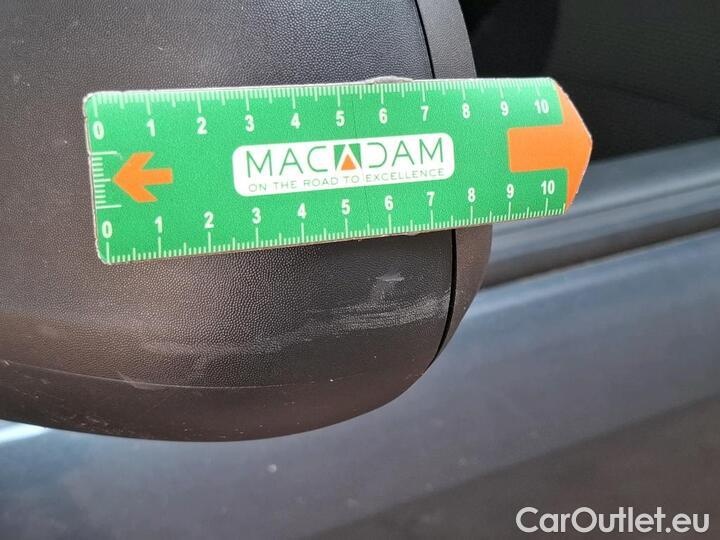 0 1 2 3 4 5 6 7 8 9 10
MACADAM
ON THE ROAD TO EXCELLENCE
0 1 2 3 4 5 6 7 8 9 10
CarOutlet.eu